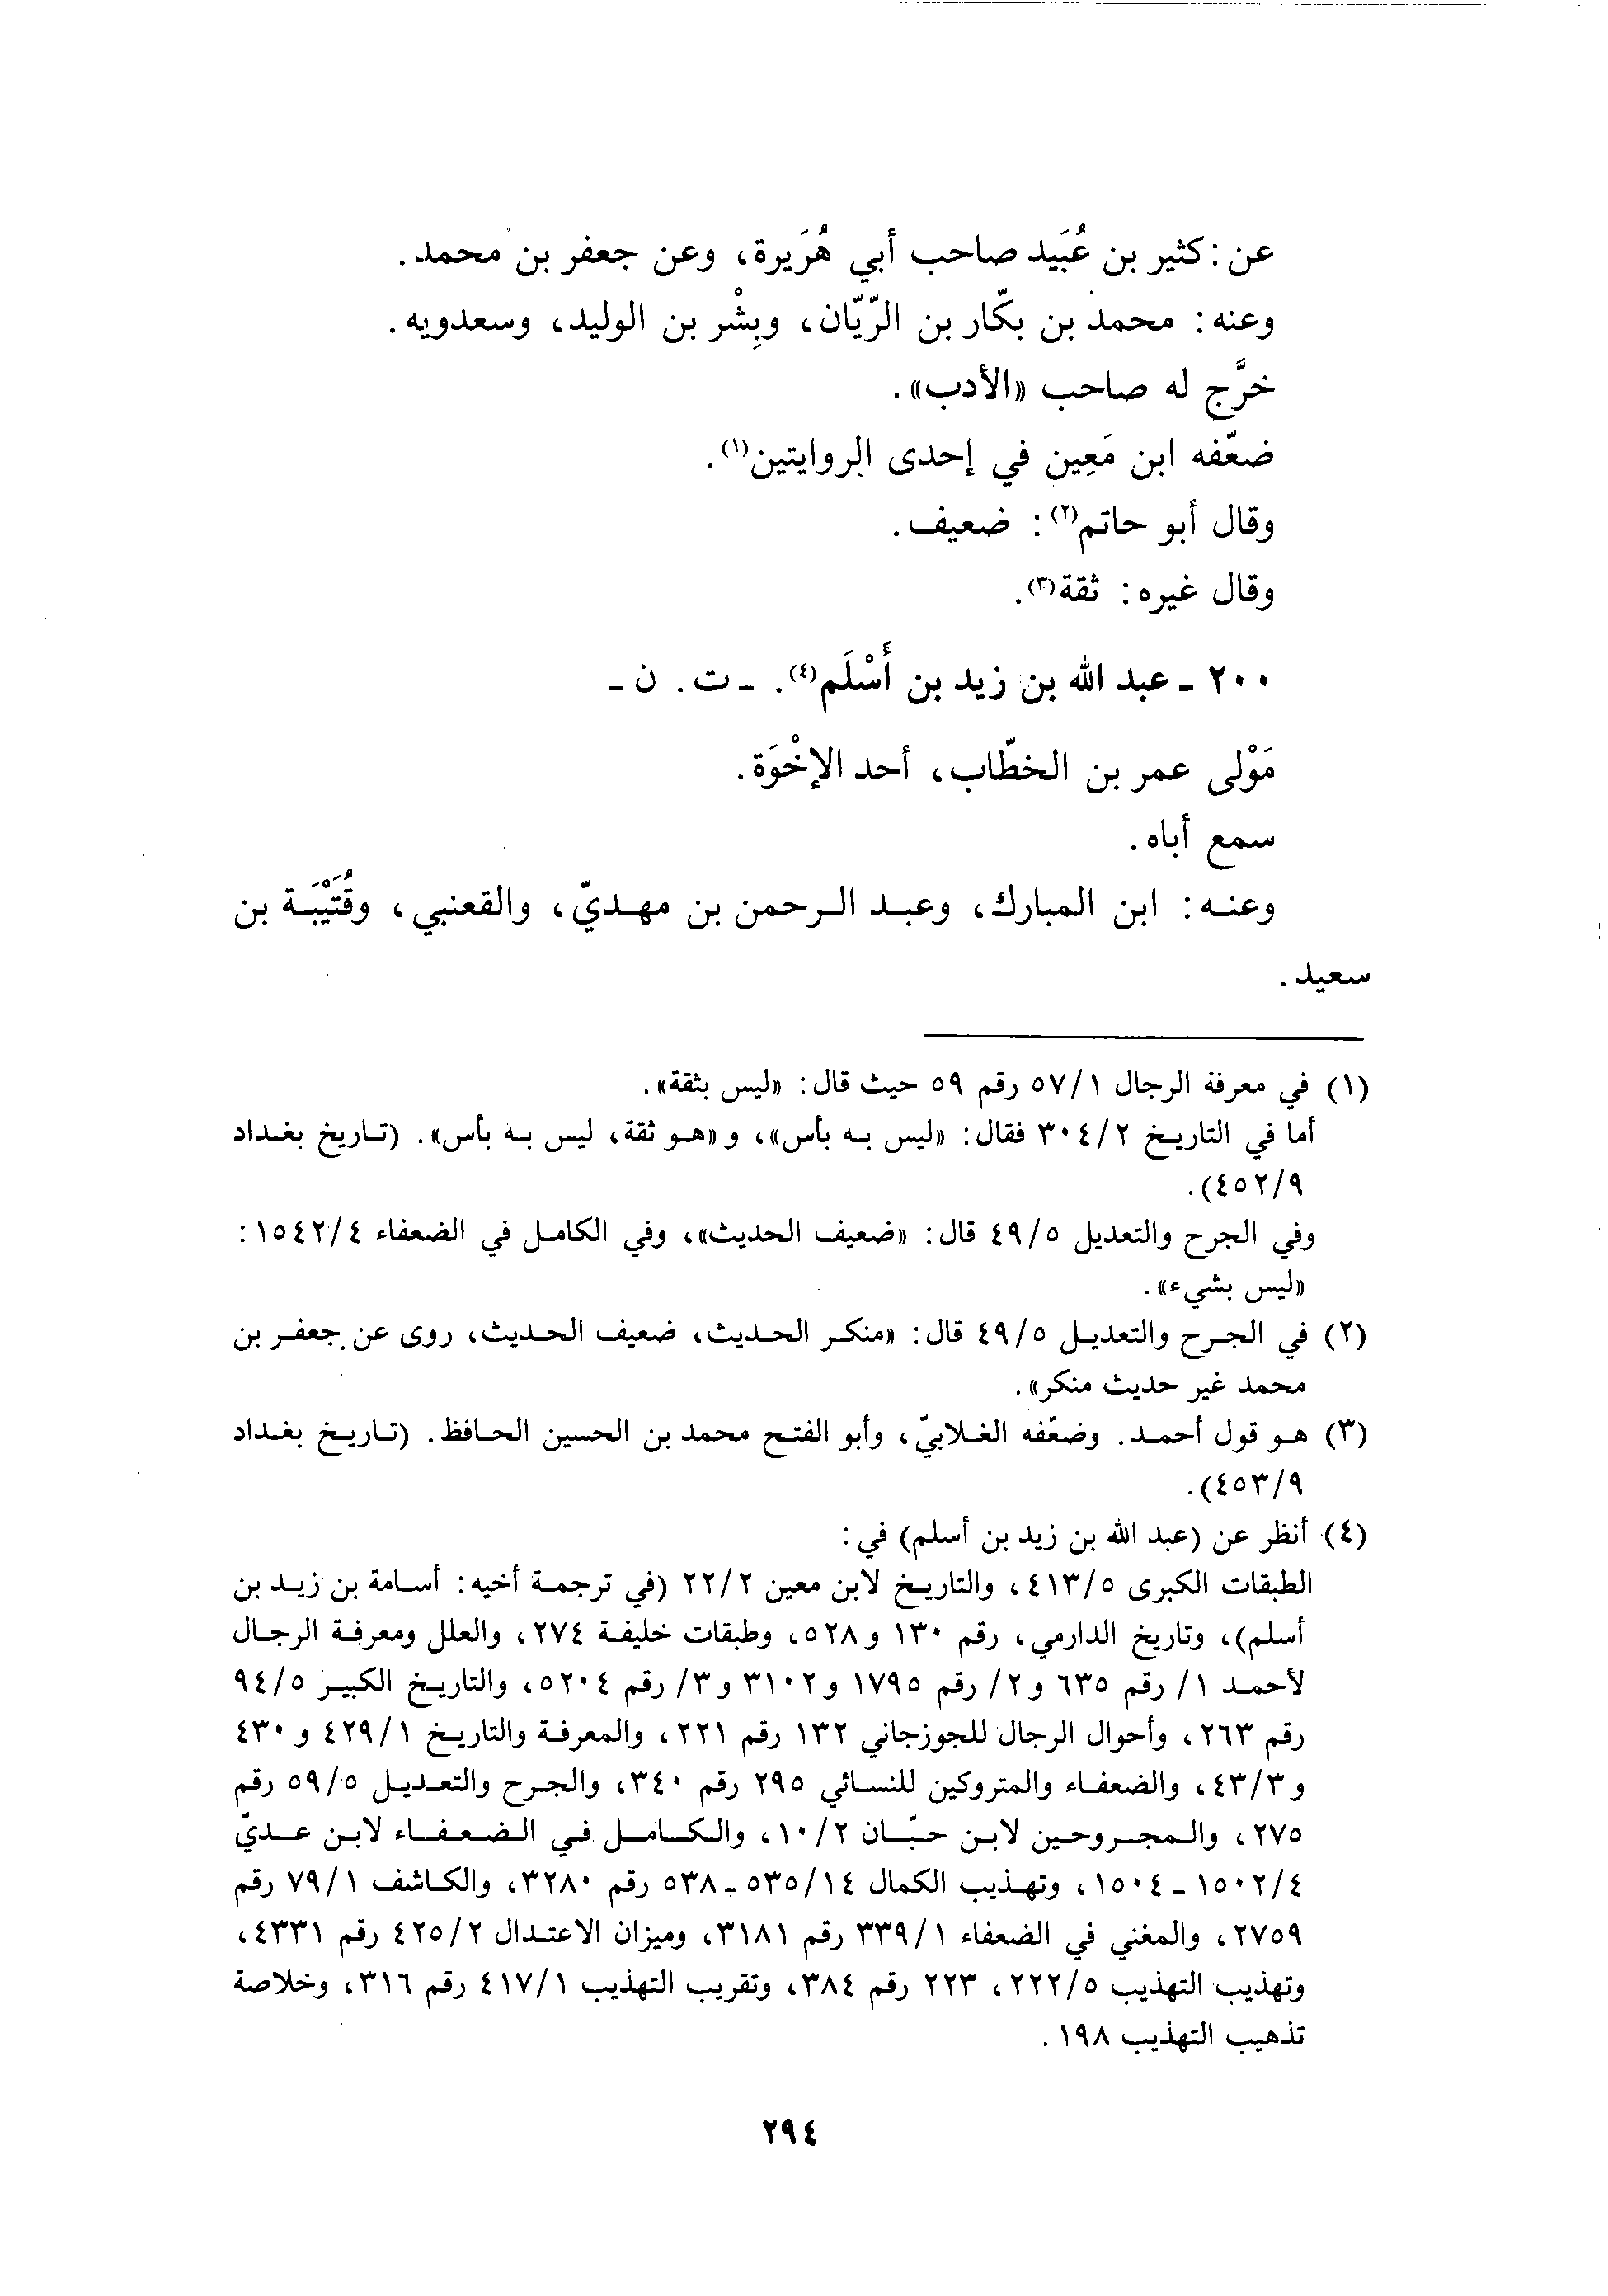 عن: كثير بن عُبَيد صاحب أبي هُرَيرة، وعن جعفر بن محمد.
وعنه: محمد بن بكّار بن الرّيّان، وبِشْر بن الوليد، وسعدويه.
خرَّج له صاحب «الأدب».
ضعّفه ابن مَعِين في إحدى الروايتين(١).
وقال أبو حاتم(٢): ضعيف.
وقال غيره: ثقة(٣).
٢٠٠ ـ عبد الله بن زيد بن أَسْلَم(٤). ـ ت. ن ـ
مَوْلى عمر بن الخطّاب، أحد الإخْوَة.
سمع أباه.
وعنه: ابن المبارك، وعبد الرحمن بن مهديّ، والقعنبي، وقُتَيْبَة بن
سعيد.
(١) في معرفة الرجال ٥٧/١ رقم ٥٩ حيث قال: «ليس بثقة».
أما في التاريخ ٣٠٤/٢ فقال: «ليس به بأس»، و«هو ثقة، ليس به بأس». (تاريخ بغداد
٤٥٢/٩).
وفي الجرح والتعديل ٤٩/٥ قال: «ضعيف الحديث»، وفي الكامل في الضعفاء ١٥٤٢/٤:
«ليس بشيء».
(٢) في الجرح والتعديل ٤٩/٥ قال: «منكر الحديث، ضعيف الحديث، روى عن جعفر بن
محمد غير حديث منكر».
(٣) هو قول أحمد. وضعّفه الغلابيّ، وأبو الفتح محمد بن الحسين الحافظ. (تاريخ بغداد
٤٥٣/٩).
(٤) أنظر عن (عبد الله بن زيد بن أسلم) في:
الطبقات الكبرى ٤١٣/٥، والتاريخ لابن معين ٢٢/٢ (في ترجمة أخيه: أسامة بن زيد بن
أسلم)، وتاريخ الدارمي، رقم ١٣٠ و٥٢٨، وطبقات خليفة ٢٧٤، والعلل ومعرفة الرجال
لأحمد ١/ رقم ٦٣٥ و٢/ رقم ١٧٩٥ و٣١٠٢ و٣/ رقم ٥٢٠٤، والتاريخ الكبير ٩٤/٥
رقم ٢٦٣، وأحوال الرجال للجوزجاني ١٣٢ رقم ٢٢١، والمعرفة والتاريخ ٤٢٩/١ و٤٣٠
و٤٣/٣، والضعفاء والمتروكين للنسائي ٢٩٥ رقم ٣٤٠، والجرح والتعديل ٥٩/٥ رقم
٢٧٥، والمجروحين لابن حبّان ١٠/٢، والكامل في الضعفاء لابن عديّ
١٥٠٢/٤ ـ ١٥٠٤، وتهذيب الكمال ٥٣٥/١٤ ـ ٥٣٨ رقم ٣٢٨٠، والكاشف ٧٩/١ رقم
٢٧٥٩، والمغني في الضعفاء ٣٣٩/١ رقم ٣١٨١، وميزان الاعتدال ٤٢٥/٢ رقم ٤٣٣١،
وتهذيب التهذيب ٢٢٢/٥، ٢٢٣ رقم ٣٨٤، وتقريب التهذيب ٤١٧/١ رقم ٣١٦، وخلاصة
تذهيب التهذيب ١٩٨.
٢٩٤